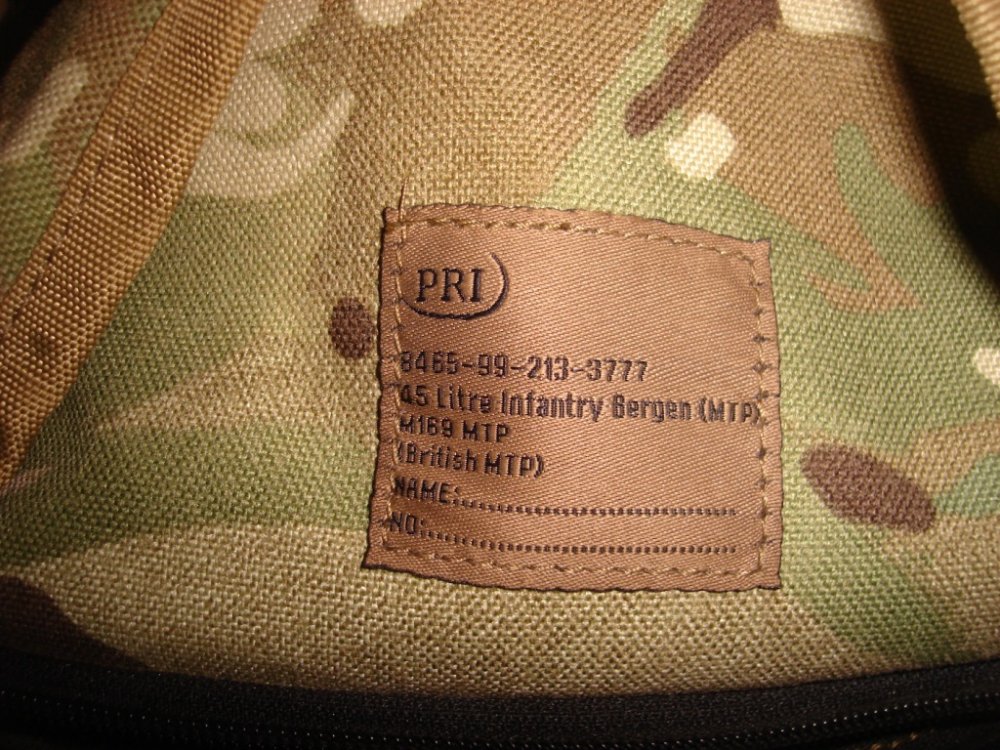 PRI
8465-99-213-3777
45 Litre Infantry Bergen (MTP)
M169 MTP
(British MTP)
NAME:................................................
NO:.....................................................